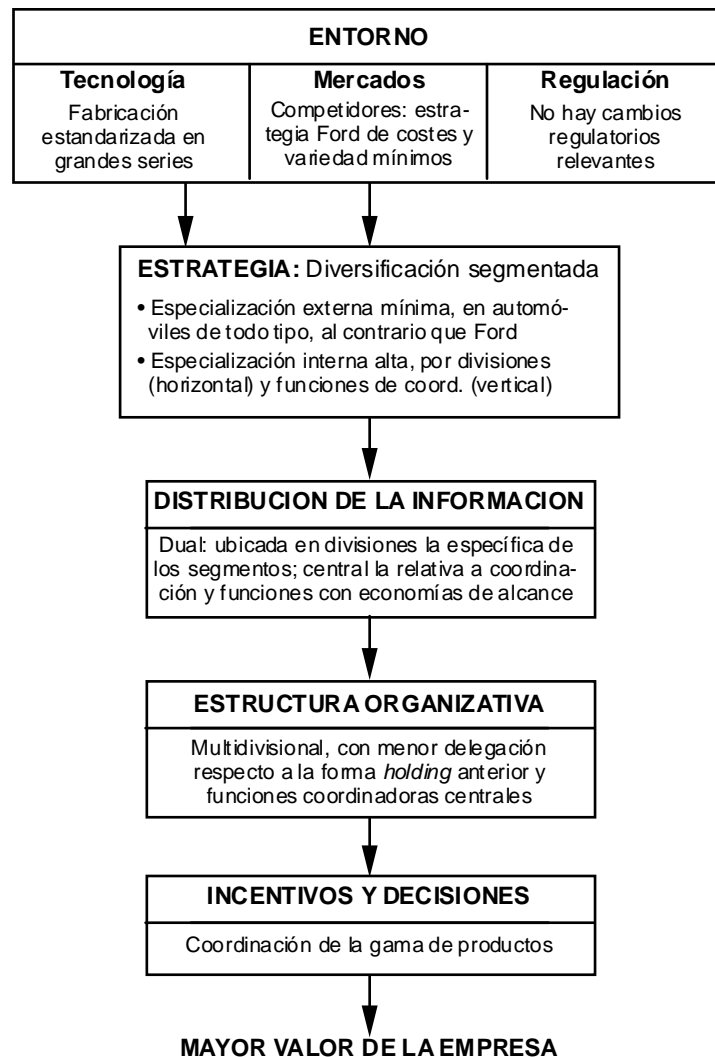 ENTORNO
Tecnología
Fabricación
estandarizada en
grandes series
Mercados
Competidores: estra-
tegia Ford de costes y
variedad mínimos
Regulación
No hay cambios
regulatorios
relevantes
ESTRATEGIA: Diversificación segmentada
• Especialización externa mínima, en automó-
viles de todo tipo, al contrario que Ford
• Especialización interna alta, por divisiones
(horizontal) y funciones de coord. (vertical)
DISTRIBUCION DE LA INFORMACION
Dual: ubicada en divisiones la específica de
los segmentos; central la relativa a coordina-
ción y funciones con economías de alcance
ESTRUCTURA ORGANIZATIVA
Multidivisional, con menor delegación
respecto a la forma holding anterior y
funciones coordinadoras centrales
INCENTIVOS Y DECISIONES
Coordinación de la gama de productos
MAYOR VALOR DE LA EMPRESA